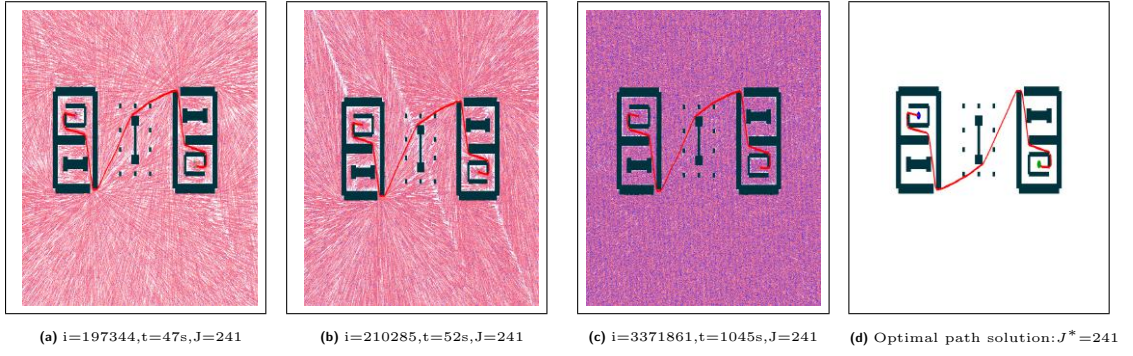 (a) i=197344,t=47s,J=241
(b) i=210285,t=52s,J=241
(c) i=3371861,t=1045s,J=241
(d) Optimal path solution:J*=241